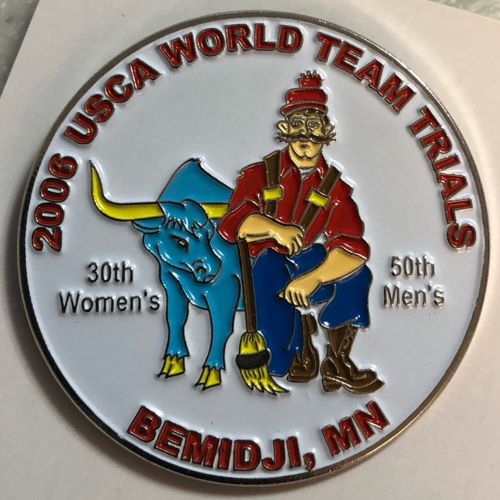 2006 USCA WORLD TEAM TRIALS
30th
Women's
50th
Men's
BEMIDJI, MN